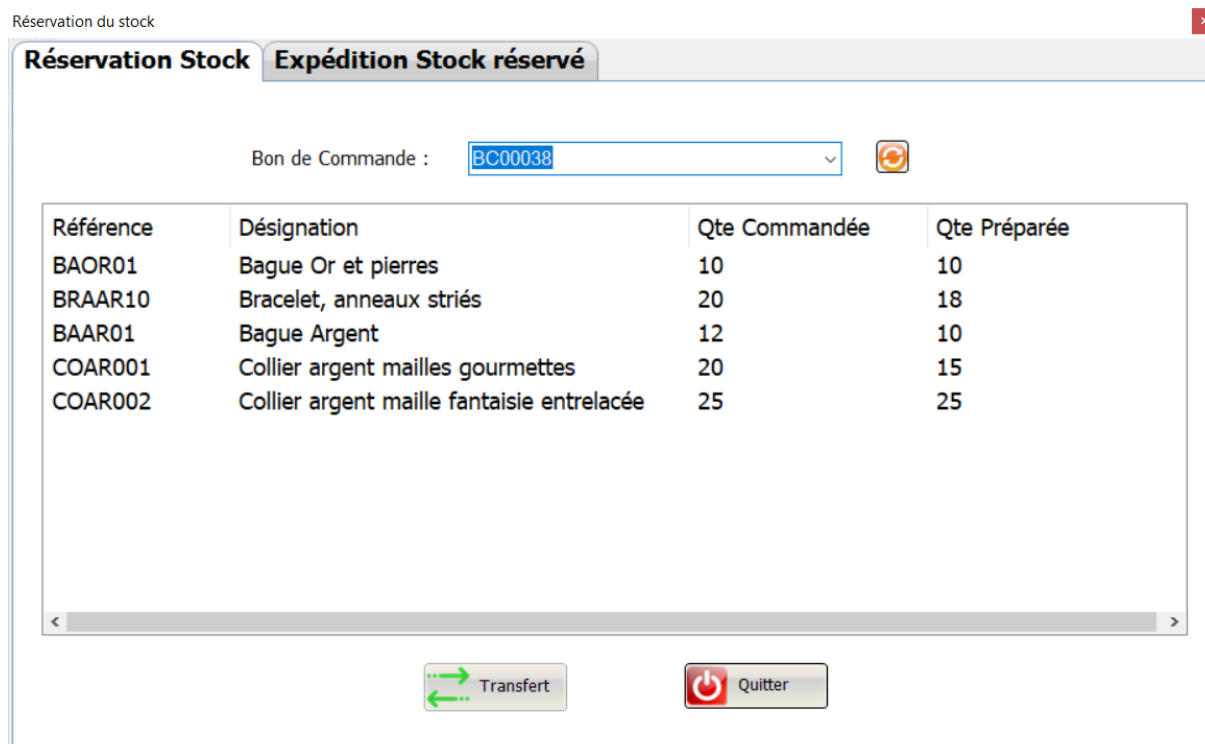 Réservation du stock
Réservation Stock Expédition Stock réservé
Bon de Commande : BC00038
Référence Désignation Qte Commandée Qte Préparée
BAOR01 Bague Or et pierres 10 10
BRAAR10 Bracelet, anneaux striés 20 18
BAAR01 Bague Argent 12 10
COAR001 Collier argent mailles gourmettes 20 15
COAR002 Collier argent maille fantaisie entrelacée 25 25
Transfert Quitter